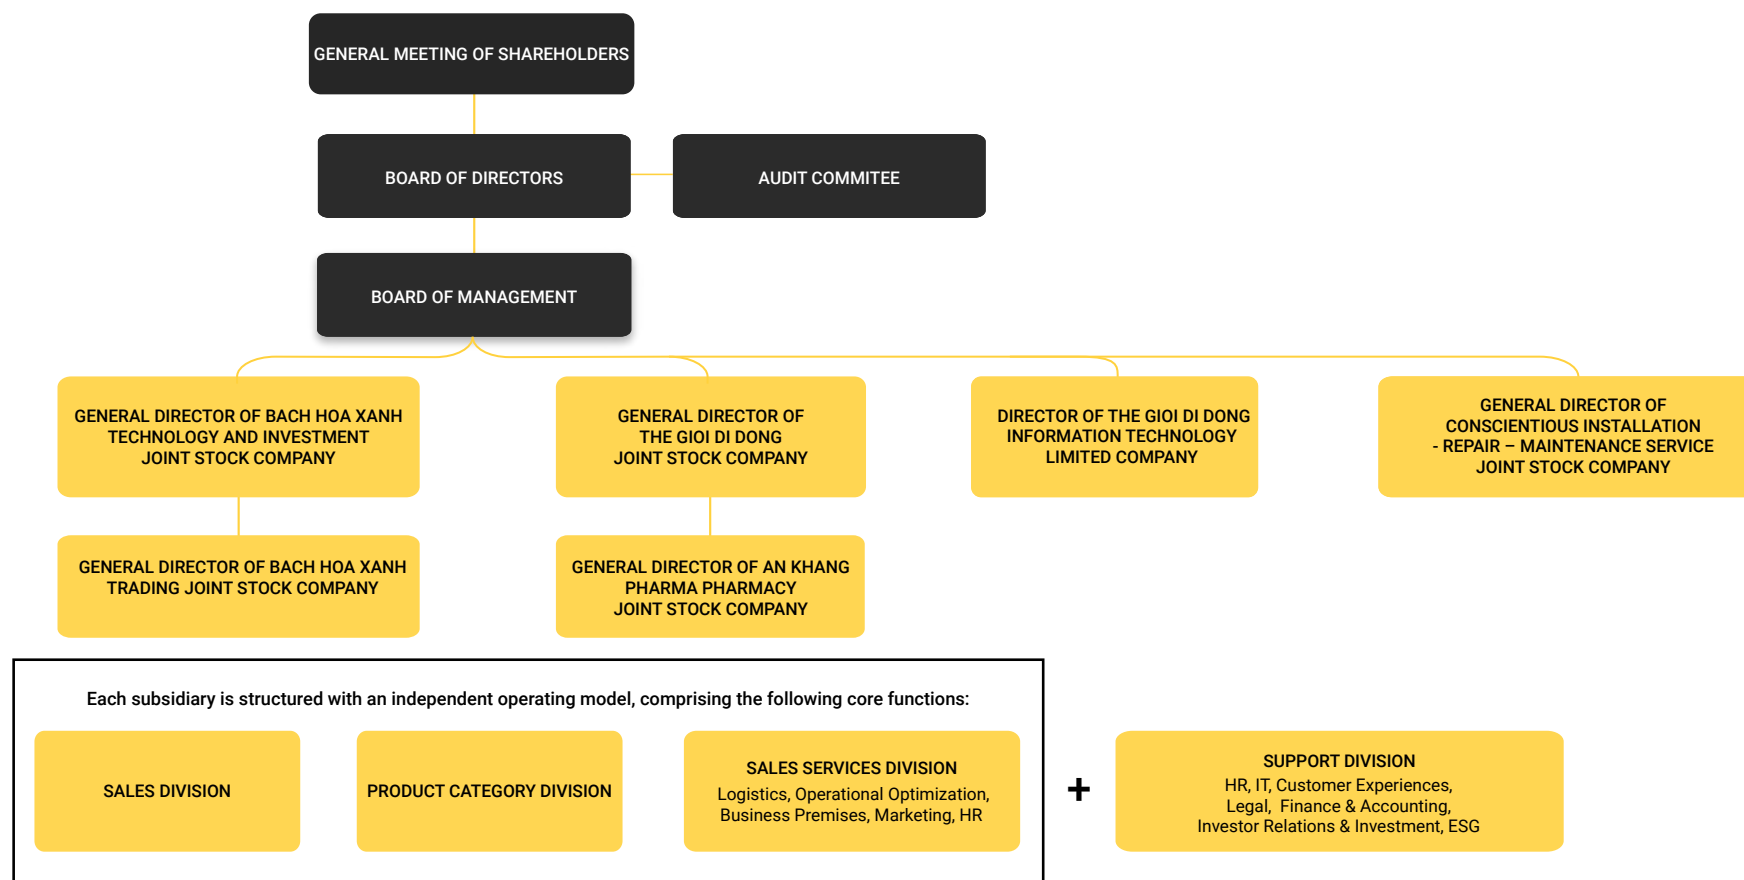 GENERAL MEETING OF SHAREHOLDERS
BOARD OF DIRECTORS
AUDIT COMMITEE
BOARD OF MANAGEMENT
GENERAL DIRECTOR OF BACH HOA XANH
TECHNOLOGY AND INVESTMENT
JOINT STOCK COMPANY
GENERAL DIRECTOR OF
THE GIOI DI DONG
JOINT STOCK COMPANY
DIRECTOR OF THE GIOI DI DONG
INFORMATION TECHNOLOGY
LIMITED COMPANY
GENERAL DIRECTOR OF
CONSCIENTIOUS INSTALLATION
- REPAIR – MAINTENANCE SERVICE
JOINT STOCK COMPANY
GENERAL DIRECTOR OF BACH HOA XANH
TRADING JOINT STOCK COMPANY
GENERAL DIRECTOR OF AN KHANG
PHARMA PHARMACY
JOINT STOCK COMPANY
Each subsidiary is structured with an independent operating model, comprising the following core functions:
SALES DIVISION
PRODUCT CATEGORY DIVISION
SALES SERVICES DIVISION
Logistics, Operational Optimization,
Business Premises, Marketing, HR
+
SUPPORT DIVISION
HR, IT, Customer Experiences,
Legal, Finance & Accounting,
Investor Relations & Investment, ESG